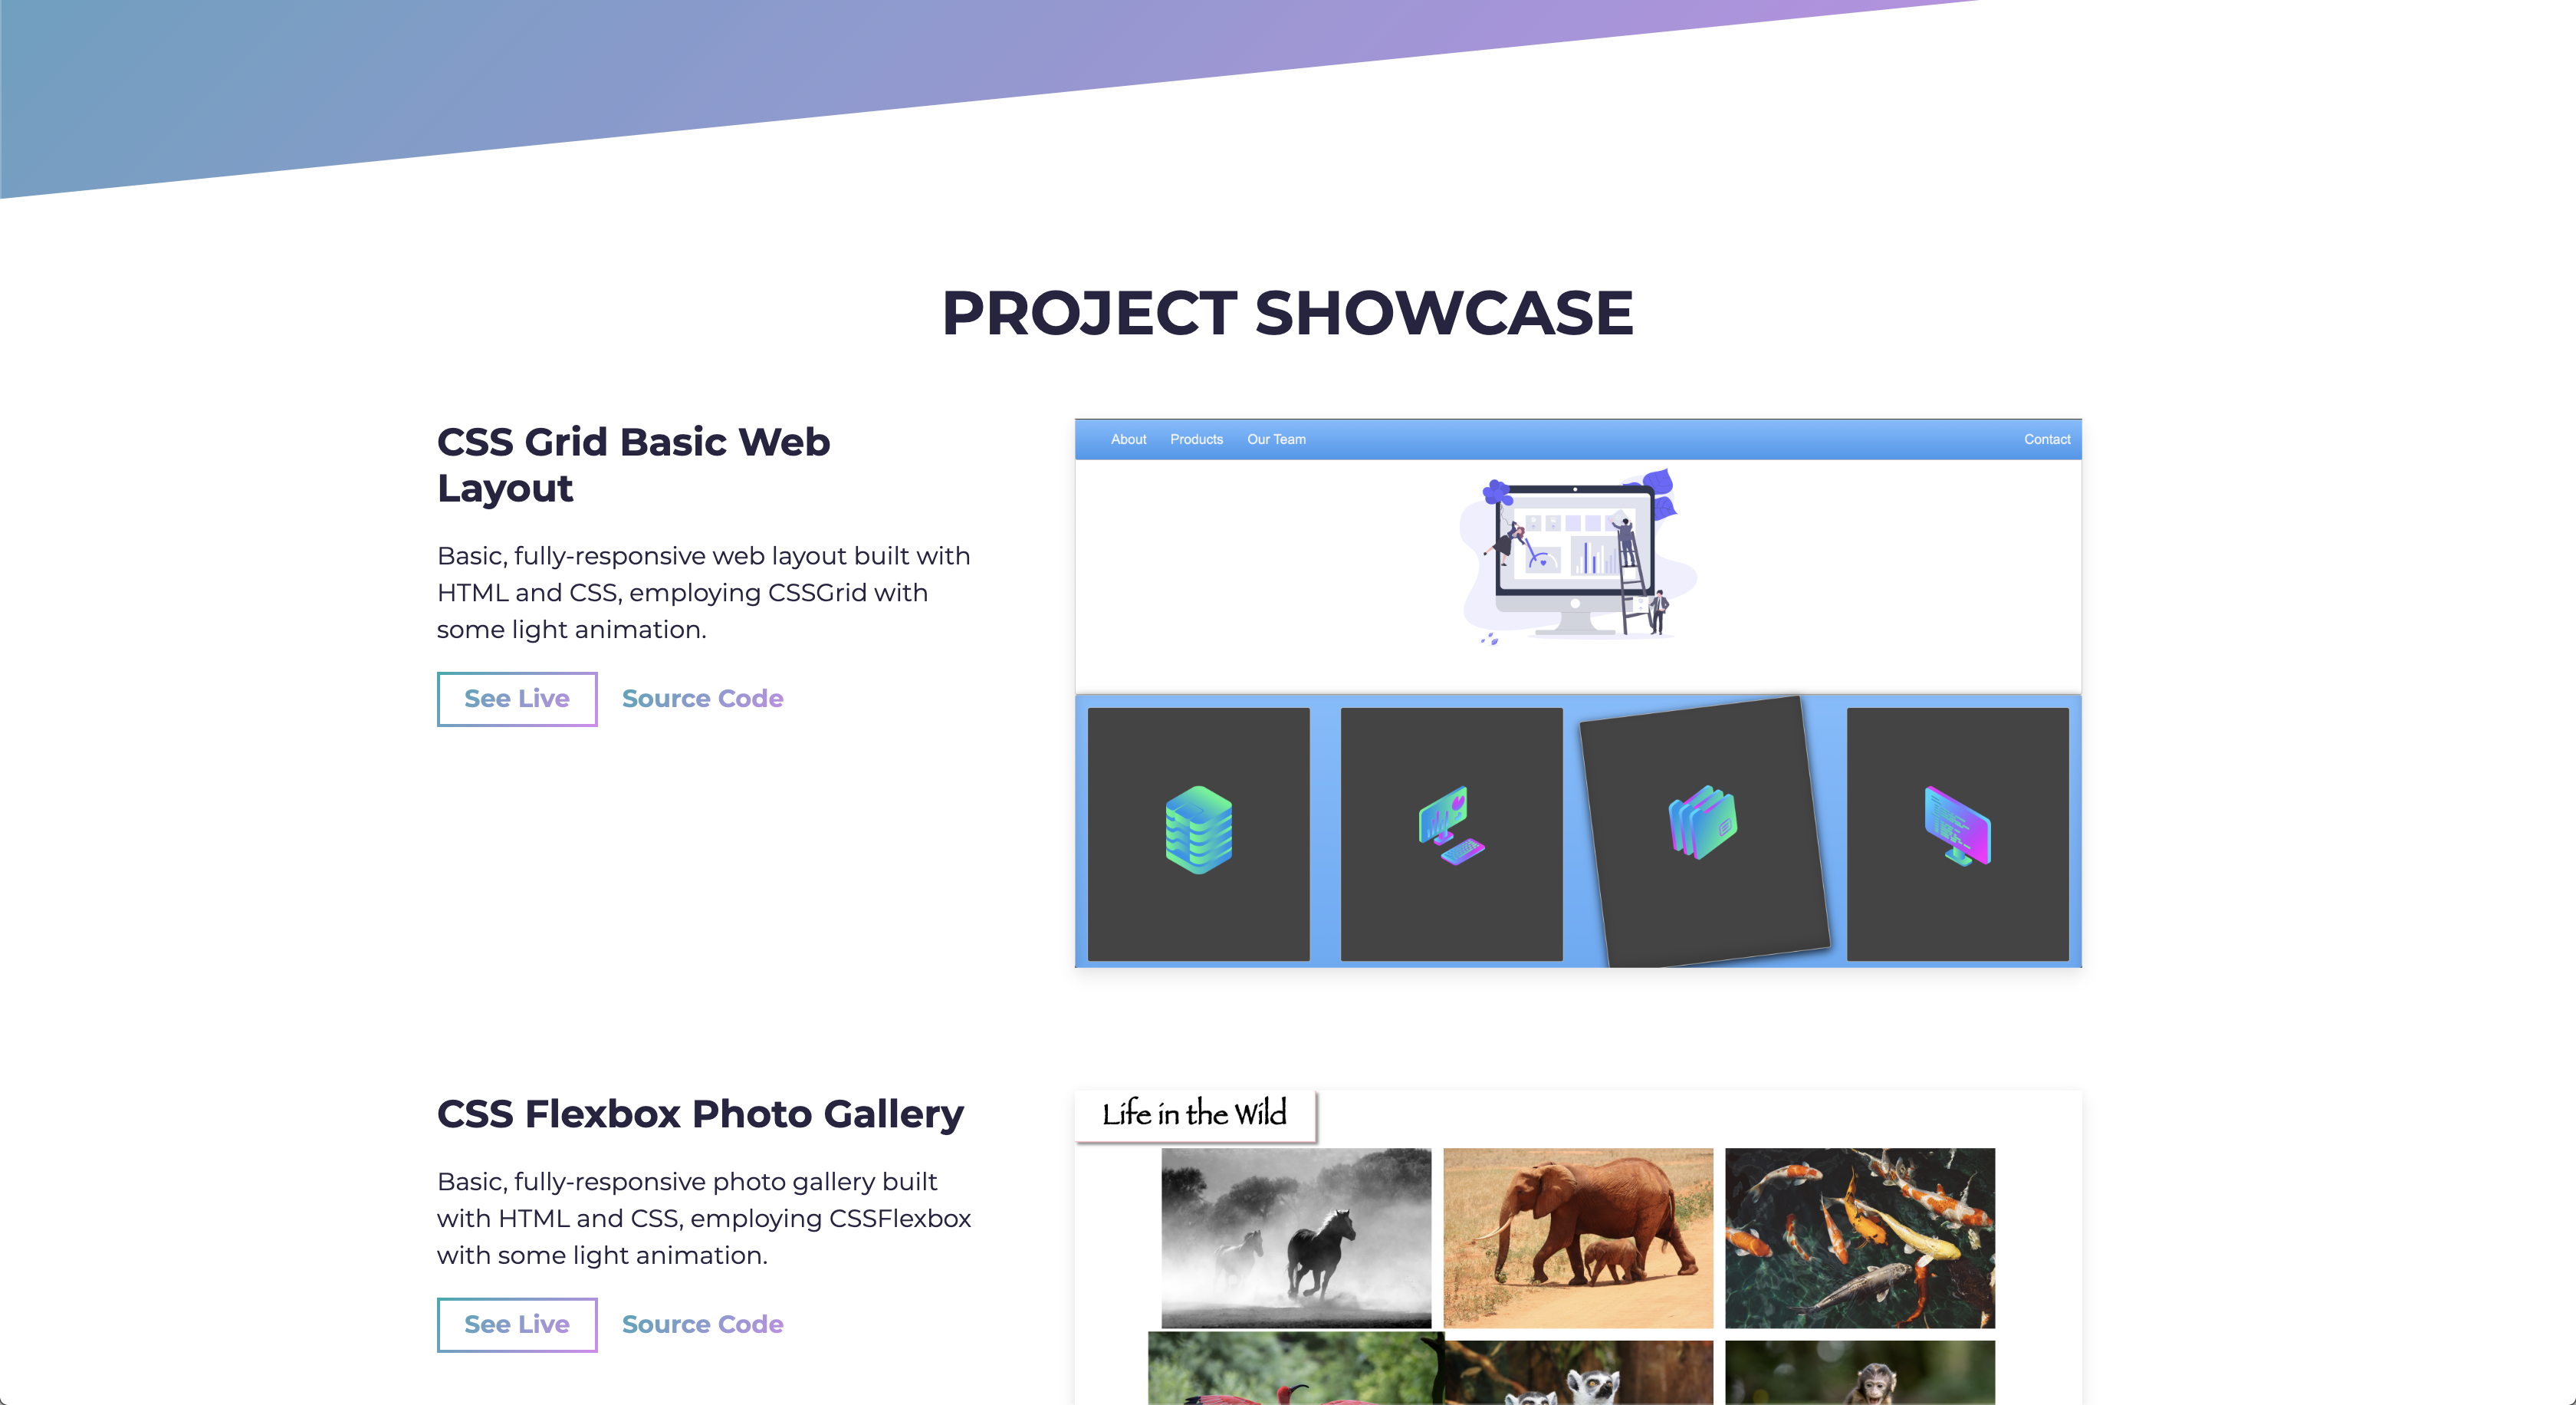 PROJECT SHOWCASE
CSS Grid Basic Web
Layout
Basic, fully-responsive web layout built with
HTML and CSS, employing CSSGrid with
some light animation.
See Live
Source Code
About
Products
Our Team
Contact
CSS Flexbox Photo Gallery
Basic, fully-responsive photo gallery built
with HTML and CSS, employing CSSFlexbox
with some light animation.
See Live
Source Code
Life in the Wild